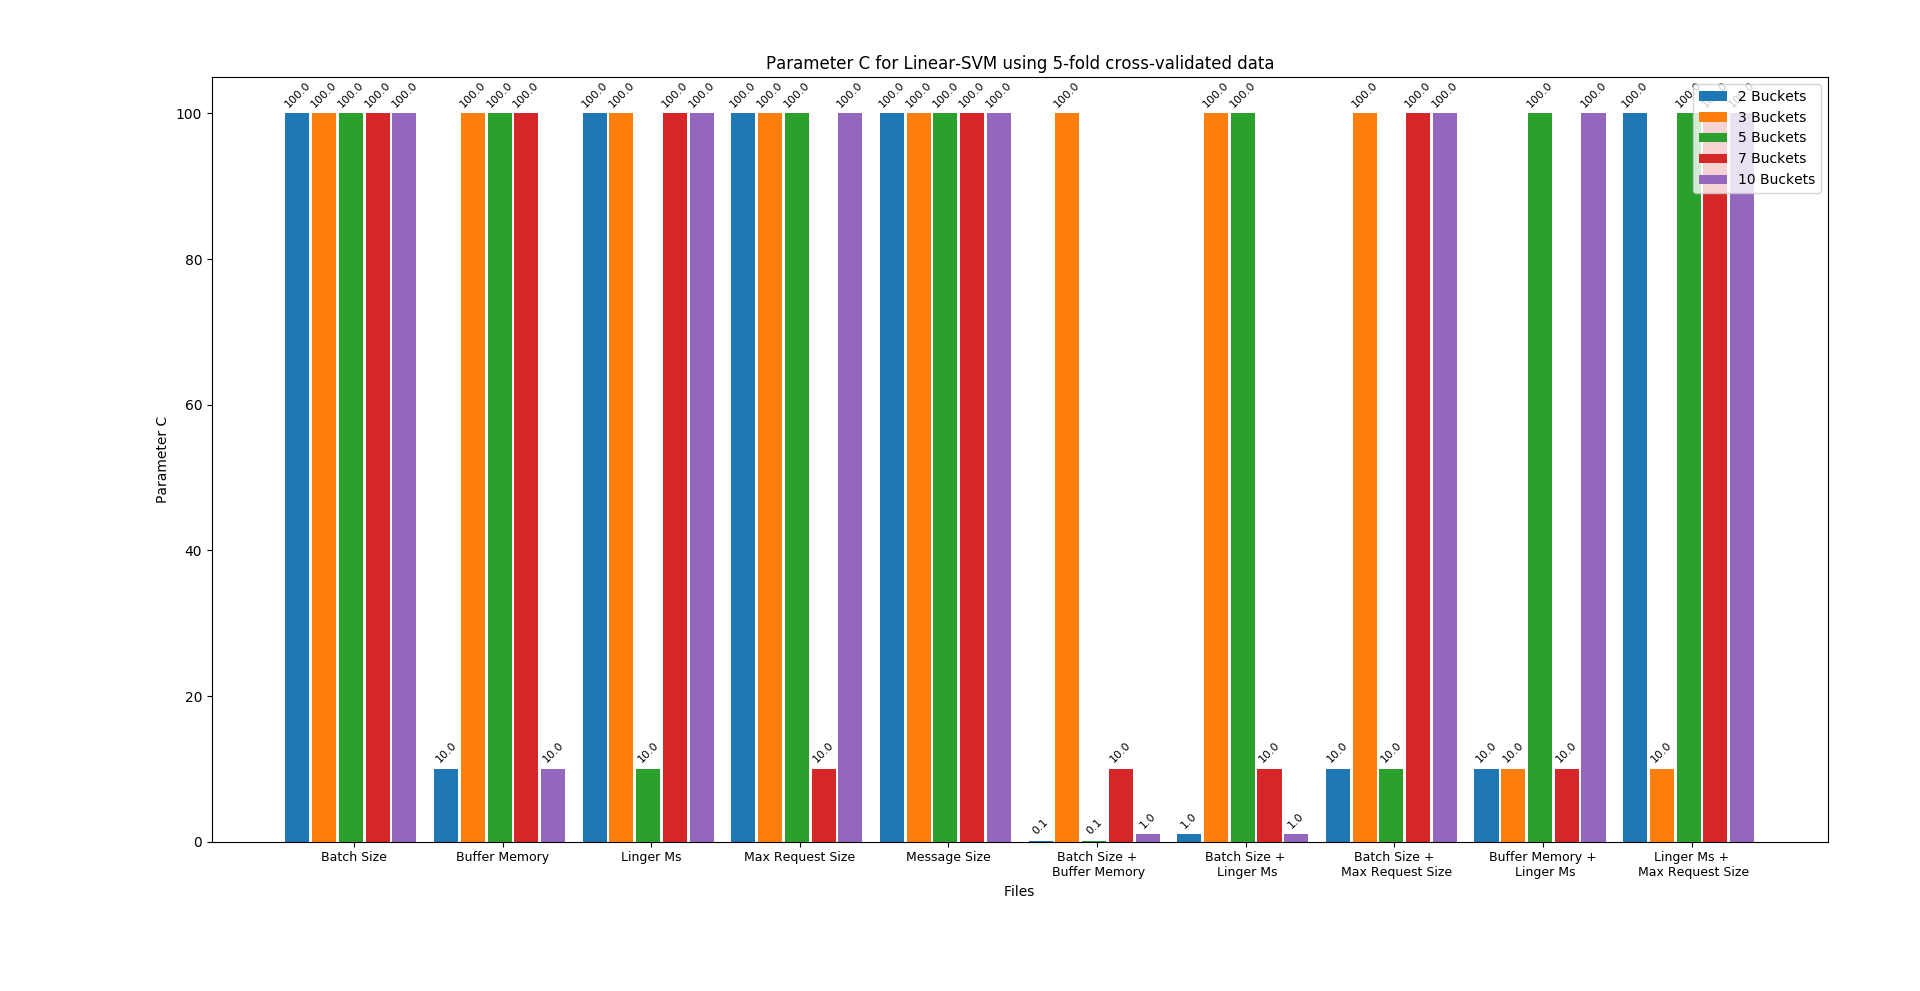 Parameter C for Linear-SVM using 5-fold cross-validated data
100.0 100.0 100.0 100.0 100.0 100.0 100.0 100.0 100.0 100.0 100.0 100.0 100.0 100.0 100.0 100.0 100.0 100.0 100.0 100.0 100.0 100.0 100.0 100.0 100.0 100.0 100.0 100.0 100.0 100.0 100.0
2 Buckets
3 Buckets
5 Buckets
7 Buckets
10 Buckets
100
80
60
40
20
0
Parameter C
10.0 10.0 10.0 10.0 0.1 0.1 10.0 1.0 1.0 10.0 1.0 10.0 10.0 10.0 10.0 10.0 10.0
Batch Size
Buffer Memory
Linger Ms
Max Request Size
Message Size
Batch Size +
Buffer Memory
Batch Size +
Linger Ms
Batch Size +
Max Request Size
Buffer Memory +
Linger Ms
Linger Ms +
Max Request Size
Files